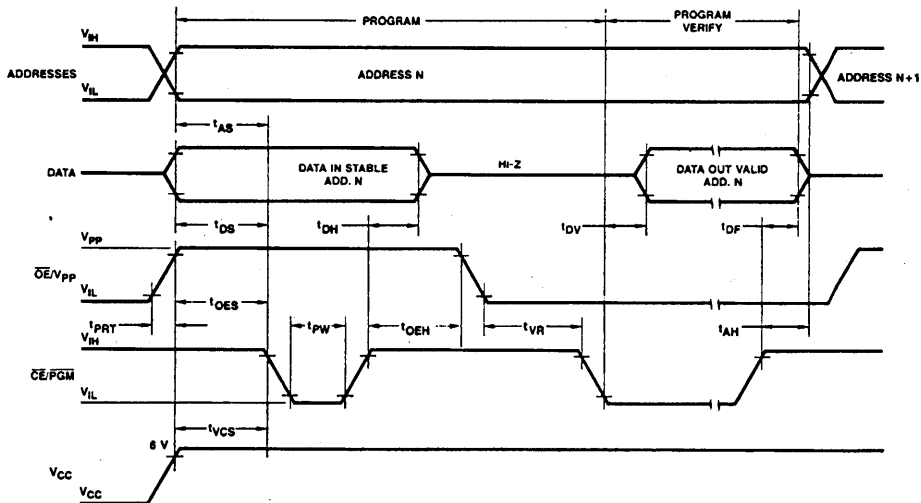 PROGRAM
PROGRAM
VERIFY
VIH
ADDRESSES
VIL
ADDRESS N
ADDRESS N+1
tAS
DATA
DATA IN STABLE
ADD. N
HI-Z
DATA OUT VALID
ADD. N
tDS
tDH
tDV
tDF
VPP
OE/VPP
VIL
tOES
tPRT
tPW
tOEH
tVR
tAH
VIH
CE/PGM
VIL
tVCS
6 V
VCC
VCC